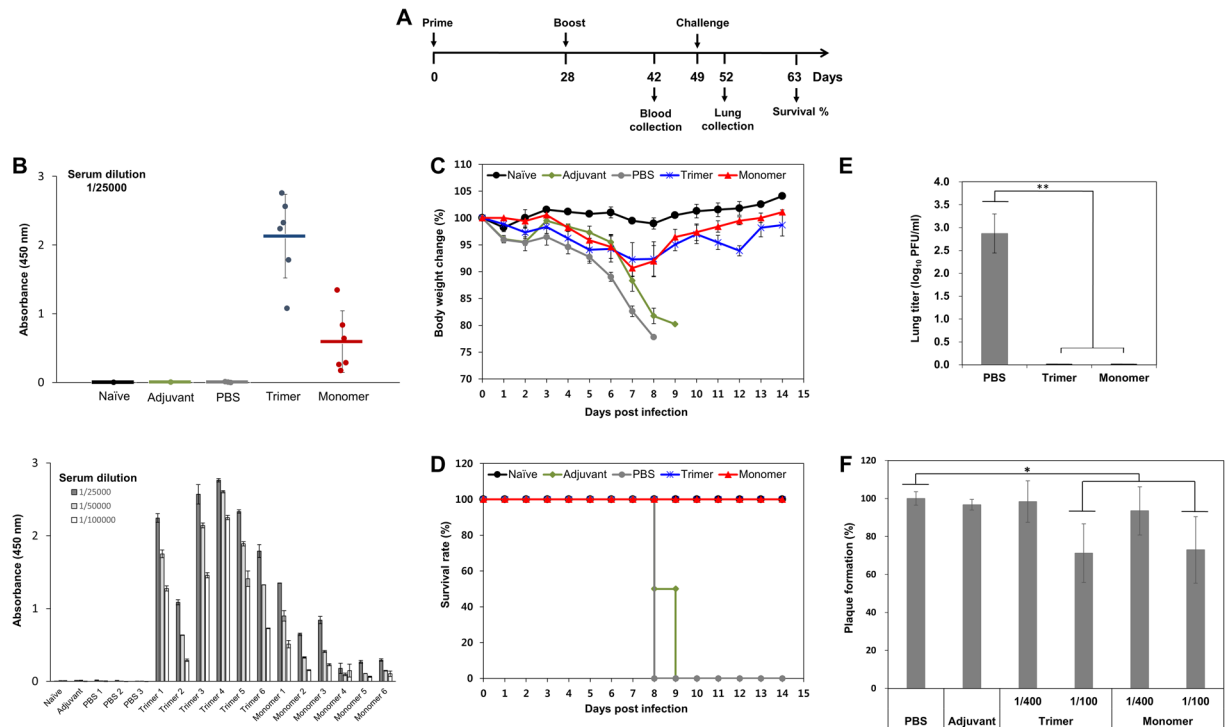 A
Prime Boost Challenge
0 28 42 49 52 63 Days
Blood collection
Lung collection
Survival %
B
Serum dilution
1/25000
Absorbance (450 nm)
3
2
1
0
Naïve Adjuvant PBS Trimer Monomer
Serum dilution
1/25000
1/50000
1/100000
Absorbance (450 nm)
3
2
1
0
Naïve Adjuvant PBS 1 PBS 2 PBS 3 Trimer 1 Trimer 2 Trimer 3 Trimer 4 Trimer 5 Trimer 6 Monomer 1 Monomer 2 Monomer 3 Monomer 4 Monomer 5 Monomer 6
C
Naïve Adjuvant PBS Trimer Monomer
Body weight change (%)
110
105
100
95
90
85
80
75
70
0 1 2 3 4 5 6 7 8 9 10 11 12 13 14 15
Days post infection
D
Naïve Adjuvant PBS Trimer Monomer
Survival rate (%)
120
100
80
60
40
20
0
0 1 2 3 4 5 6 7 8 9 10 11 12 13 14 15
Days post infection
E
**
Lung titer (log10 PFU/ml)
4.0
3.5
3.0
2.5
2.0
1.5
1.0
0.5
0.0
PBS Trimer Monomer
F
*
Plaque formation (%)
120
100
80
60
40
20
0
1/400 1/100 1/400 1/100
PBS Adjuvant Trimer Monomer